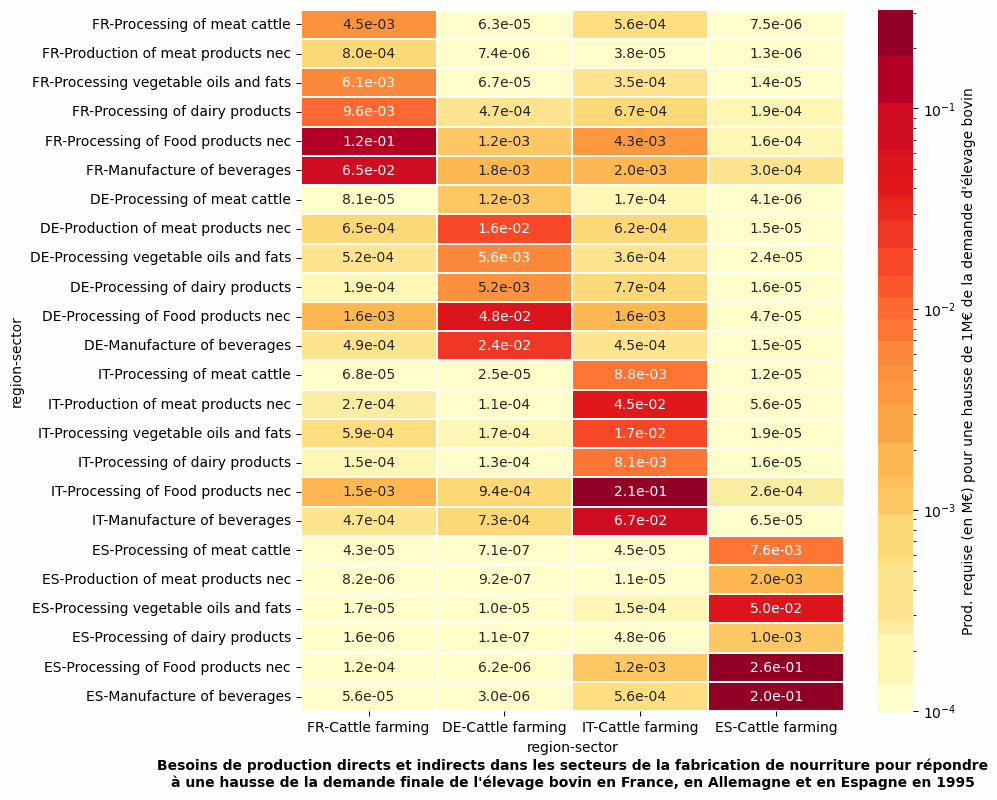 FR-Processing of meat cattle 4.5e-03 6.3e-05 5.6e-04 7.5e-06
FR-Production of meat products nec 8.0e-04 7.4e-06 3.8e-05 1.3e-06
FR-Processing vegetable oils and fats 6.1e-03 6.7e-05 3.5e-04 1.4e-05
FR-Processing of dairy products 9.6e-03 4.7e-04 6.7e-04 1.9e-04
FR-Processing of Food products nec 1.2e-01 1.2e-03 4.3e-03 1.6e-04
FR-Manufacture of beverages 6.5e-02 1.8e-03 2.0e-03 3.0e-04
DE-Processing of meat cattle 8.1e-05 1.2e-03 1.7e-04 4.1e-06
DE-Production of meat products nec 6.5e-04 1.6e-02 6.2e-04 1.5e-05
DE-Processing vegetable oils and fats 5.2e-04 5.6e-03 3.6e-04 2.4e-05
DE-Processing of dairy products 1.9e-04 5.2e-03 7.7e-04 1.6e-05
DE-Processing of Food products nec 1.6e-03 4.8e-02 1.6e-03 4.7e-05
DE-Manufacture of beverages 4.9e-04 2.4e-02 4.5e-04 1.5e-05
IT-Processing of meat cattle 6.8e-05 2.5e-05 8.8e-03 1.2e-05
IT-Production of meat products nec 2.7e-04 1.1e-04 4.5e-02 5.6e-05
IT-Processing vegetable oils and fats 5.9e-04 1.7e-04 1.7e-02 1.9e-05
IT-Processing of dairy products 1.5e-04 1.3e-04 8.1e-03 1.6e-05
IT-Processing of Food products nec 1.5e-03 9.4e-04 2.1e-01 2.6e-04
IT-Manufacture of beverages 4.7e-04 7.3e-04 6.7e-02 6.5e-05
ES-Processing of meat cattle 4.3e-05 7.1e-07 4.5e-05 7.6e-03
ES-Production of meat products nec 8.2e-06 9.2e-07 1.1e-05 2.0e-03
ES-Processing vegetable oils and fats 1.7e-05 1.0e-05 1.5e-04 5.0e-02
ES-Processing of dairy products 1.6e-06 1.1e-07 4.8e-06 1.0e-03
ES-Processing of Food products nec 1.2e-04 6.2e-06 1.2e-03 2.6e-01
ES-Manufacture of beverages 5.6e-05 3.0e-06 5.6e-04 2.0e-01
region-sector
FR-Cattle farming DE-Cattle farming IT-Cattle farming ES-Cattle farming
region-sector
10⁻¹
10⁻²
10⁻³
10⁻⁴
Prod. requise (en M€) pour une hausse de 1M€ de la demande d'élevage bovin
Besoins de production directs et indirects dans les secteurs de la fabrication de nourriture pour répondre
à une hausse de la demande finale de l'élevage bovin en France, en Allemagne et en Espagne en 1995